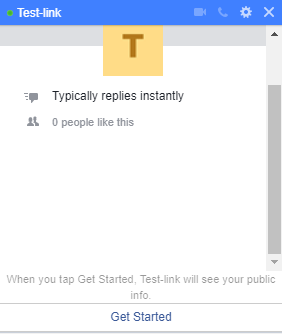 Test-link
T
Typically replies instantly
0 people like this
When you tap Get Started, Test-link will see your public
info.
Get Started